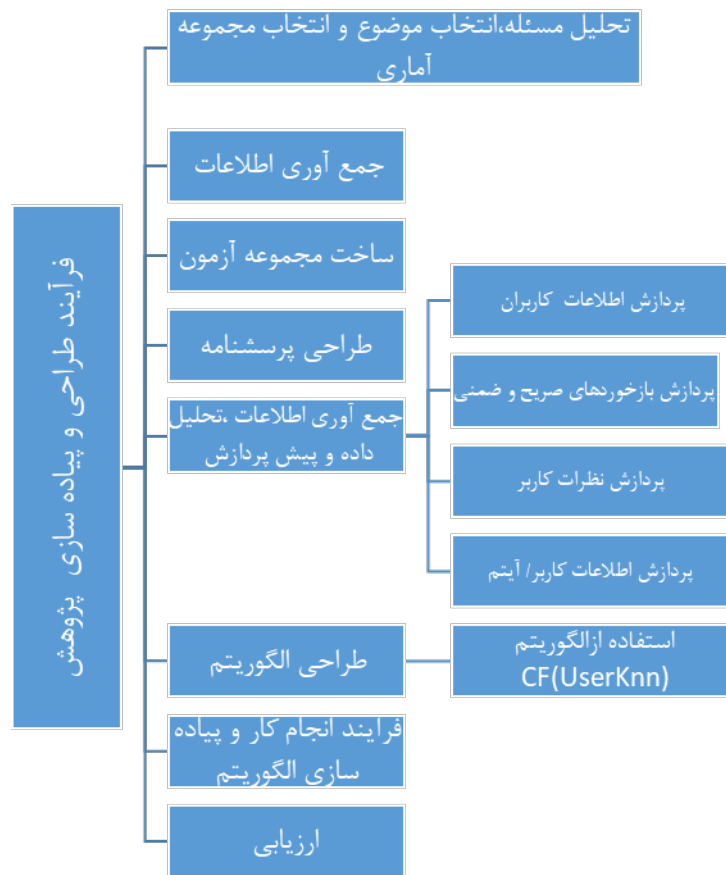 تحلیل مسئله،انتخاب موضوع و انتخاب مجموعه
آماری
جمع آوری اطلاعات
ساخت مجموعه آزمون
طراحی پرسشنامه
جمع آوری اطلاعات ،تحلیل
داده و پیش پردازش
پردازش اطلاعات کاربران
پردازش بازخوردهای صریح و ضمنی
پردازش نظرات کاربر
پردازش اطلاعات کاربر/ آیتم
طراحی الگوریتم
استفاده ازالگوریتم
CF(UserKnn)
فرایند انجام کار و پیاده
سازی الگوریتم
ارزیابی
فرآیند طراحی و پیاده سازی پژوهش